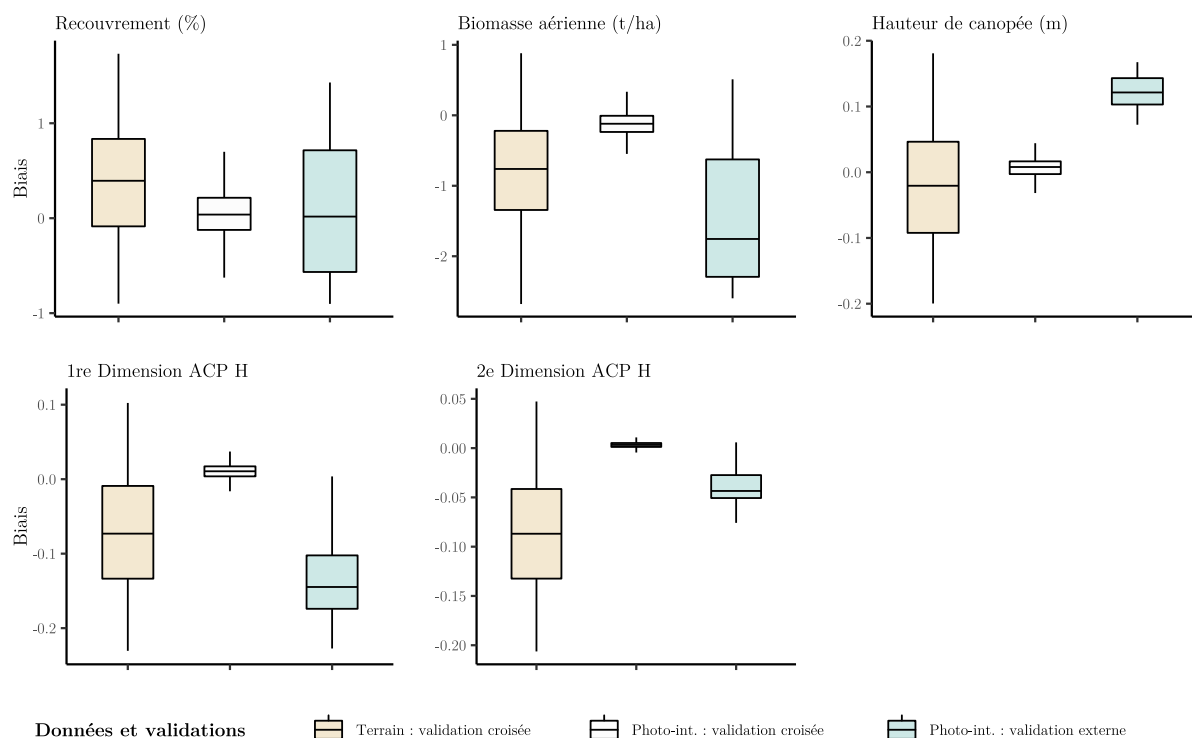 Recouvrement (%)
Biomasse aérienne (t/ha)
Hauteur de canopée (m)
Biais
1
0
-1
1
0
-1
-2
0.2
0.1
0.0
-0.1
-0.2
1re Dimension ACP H
2e Dimension ACP H
Biais
0.1
0.0
-0.1
-0.2
0.05
0.00
-0.05
-0.10
-0.15
-0.20
Données et validations
Terrain : validation croisée
Photo-int. : validation croisée
Photo-int. : validation externe